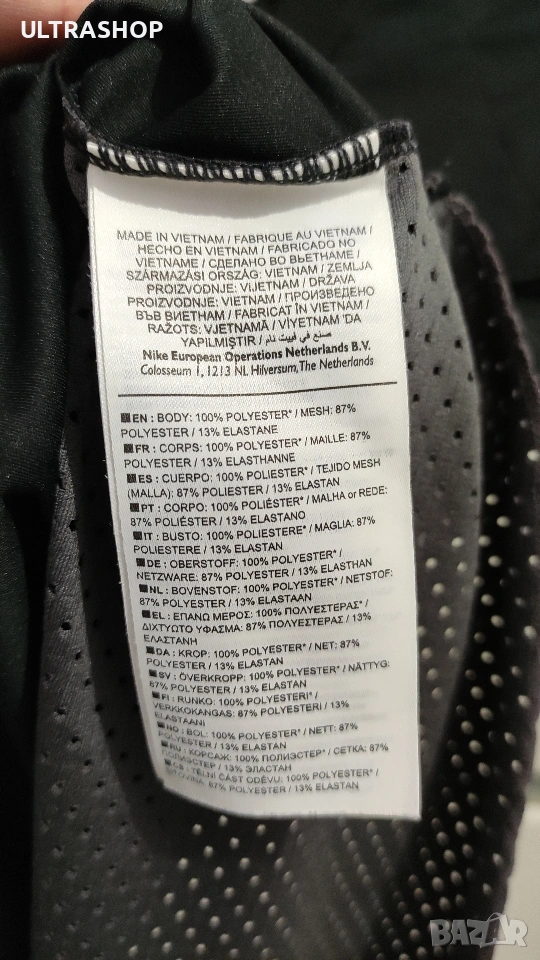 ULTRASHOP
MADE IN VIETNAM / FABRIQUE AU VIETNAM /
HECHO EN VIETNAM / FABRICADO NO
VIETNAME / СДЕЛАНО ВО ВЬЕТНАМЕ /
SZÁRMAZÁSI ORSZÁG: VIETNAM / ZEMLJA
PROIZVODNJE: VIJETNAM / DRŽAVA
PROIZVODNJE: VIETNAM / ПРОИЗВЕДЕНО
ВЪВ ВИЕТНАМ / FABRICAT ÎN VIETNAM /
RAŽOTS: VJETNAMĀ / VİYETNAM 'DA
YAPILMIŞTIR / صنع في فييت نام
Nike European Operations Netherlands B.V.
Colosseum 1, 1213 NL Hilversum, The Netherlands
EN : BODY: 100% POLYESTER* / MESH: 87%
POLYESTER / 13% ELASTANE
FR : CORPS: 100% POLYESTER* / MAILLE: 87%
POLYESTER / 13% ELASTHANNE
ES : CUERPO: 100% POLIESTER* / TEJIDO MESH
(MALLA): 87% POLIESTER / 13% ELASTAN
PT : CORPO: 100% POLIÉSTER* / MALHA or REDE:
87% POLIÉSTER / 13% ELASTANO
IT : BUSTO: 100% POLIESTERE* / MAGLIA: 87%
POLIESTERE / 13% ELASTAN
DE : OBERSTOFF: 100% POLYESTER* /
NETZWARE: 87% POLYESTER / 13% ELASTHAN
NL : BOVENSTOF: 100% POLYESTER* / NETSTOF:
87% POLYESTER / 13% ELASTAAN
EL : ΕΠΑΝΩ ΜΕΡΟΣ: 100% ΠΟΛΥΕΣΤΕΡΑΣ* /
ΔΙΧΤΥΩΤΟ ΥΦΑΣΜΑ: 87% ΠΟΛΥΕΣΤΕΡΑΣ / 13%
ΕΛΑΣΤΑΝΗ
DA : KROP: 100% POLYESTER* / NET: 87%
POLYESTER / 13% ELASTAN
SV : ÖVERKROPP: 100% POLYESTER* / NÄTTYG:
87% POLYESTER / 13% ELASTAN
FI : RUNKO: 100% POLYESTERI* /
VERKKOKANGAS: 87% POLYESTERI / 13%
ELASTAANI
NO : BOL: 100% POLYESTER* / NETT: 87%
POLYESTER / 13% ELASTAN
RU : КОРСАЖ: 100% ПОЛИЭСТЕР* / СЕТКА: 87%
ПОЛИЭСТЕР / 13% ЭЛАСТАН
: TĚLNÍ ČÁST ODĚVU: 100% POLYESTER* /
SÍŤOVINA: 87% POLYESTER / 13% ELASTAN
BAZAR